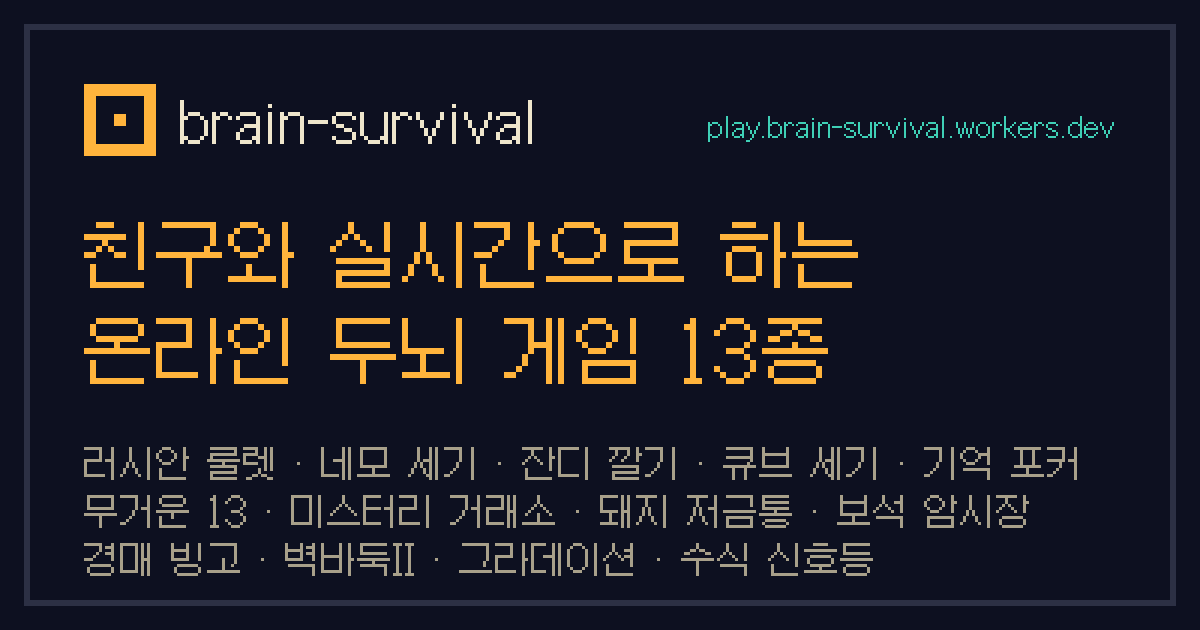 brain-survival
play.brain-survival.workers.dev
친구와 실시간으로 하는
온라인 두뇌 게임 13종
러시안 룰렛 · 네모 세기 · 잔디 깔기 · 큐브 세기 · 기억 포커
무거운 13 · 미스터리 거래소 · 돼지 저금통 · 보석 암시장
경매 빙고 · 벽바둑II · 그라데이션 · 수식 신호등